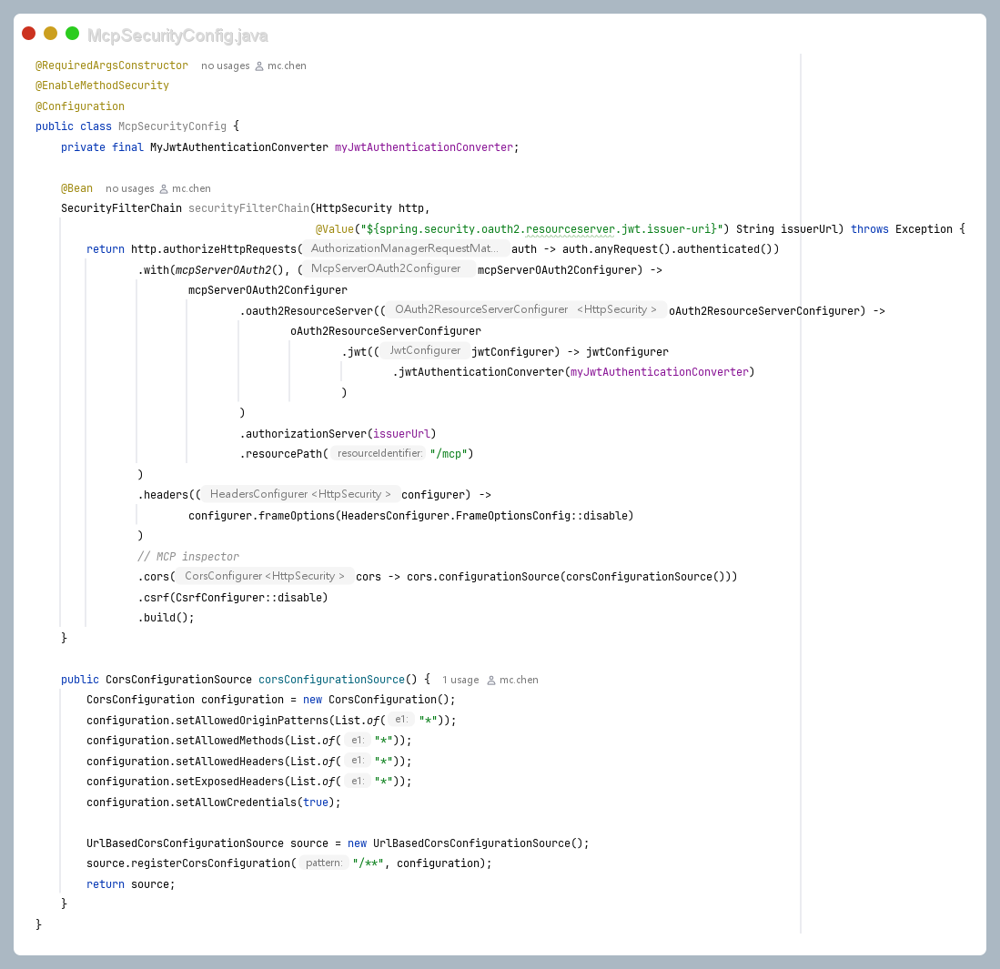 McpSecurityConfig.java
@RequiredArgsConstructor no usages mc.chen
@EnableMethodSecurity
@Configuration
public class McpSecurityConfig {
private final MyJwtAuthenticationConverter myJwtAuthenticationConverter;
@Bean no usages mc.chen
SecurityFilterChain securityFilterChain(HttpSecurity http,
@Value("${spring.security.oauth2.resourceserver.jwt.issuer-uri}") String issuerUrl) throws Exception {
return http.authorizeHttpRequests( AuthorizationManagerRequestMat... auth -> auth.anyRequest().authenticated())
.with(mcpServerOAuth2(), ( McpServerOAuth2Configurer mcpServerOAuth2Configurer) ->
mcpServerOAuth2Configurer
.oauth2ResourceServer(( OAuth2ResourceServerConfigurer <HttpSecurity > oAuth2ResourceServerConfigurer) ->
oAuth2ResourceServerConfigurer
.jwt(( JwtConfigurer jwtConfigurer) -> jwtConfigurer
.jwtAuthenticationConverter(myJwtAuthenticationConverter)
)
)
.authorizationServer(issuerUrl)
.resourcePath( resourceIdentifier: "/mcp")
)
.headers(( HeadersConfigurer <HttpSecurity > configurer) ->
configurer.frameOptions(HeadersConfigurer.FrameOptionsConfig::disable)
)
// MCP inspector
.cors( CorsConfigurer <HttpSecurity > cors -> cors.configurationSource(corsConfigurationSource()))
.csrf(CsrfConfigurer::disable)
.build();
}
public CorsConfigurationSource corsConfigurationSource() { 1 usage mc.chen
CorsConfiguration configuration = new CorsConfiguration();
configuration.setAllowedOriginPatterns(List.of( e1: "*"));
configuration.setAllowedMethods(List.of( e1: "*"));
configuration.setAllowedHeaders(List.of( e1: "*"));
configuration.setExposedHeaders(List.of( e1: "*"));
configuration.setAllowCredentials(true);
UrlBasedCorsConfigurationSource source = new UrlBasedCorsConfigurationSource();
source.registerCorsConfiguration( pattern: "/**", configuration);
return source;
}
}